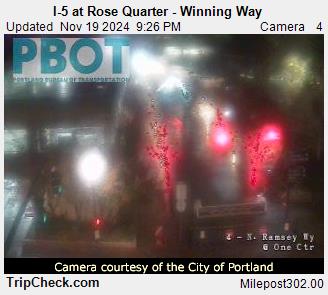 I-5 at Rose Quarter - Winning Way
Updated Nov 19 2024 9:26 PM Camera 4
PBOT
PORTLAND BUREAU OF TRANSPORTATION
4 - N. Ramsey Wy
@ One Ctr
Camera courtesy of the City of Portland
TripCheck.com Milepost302.00